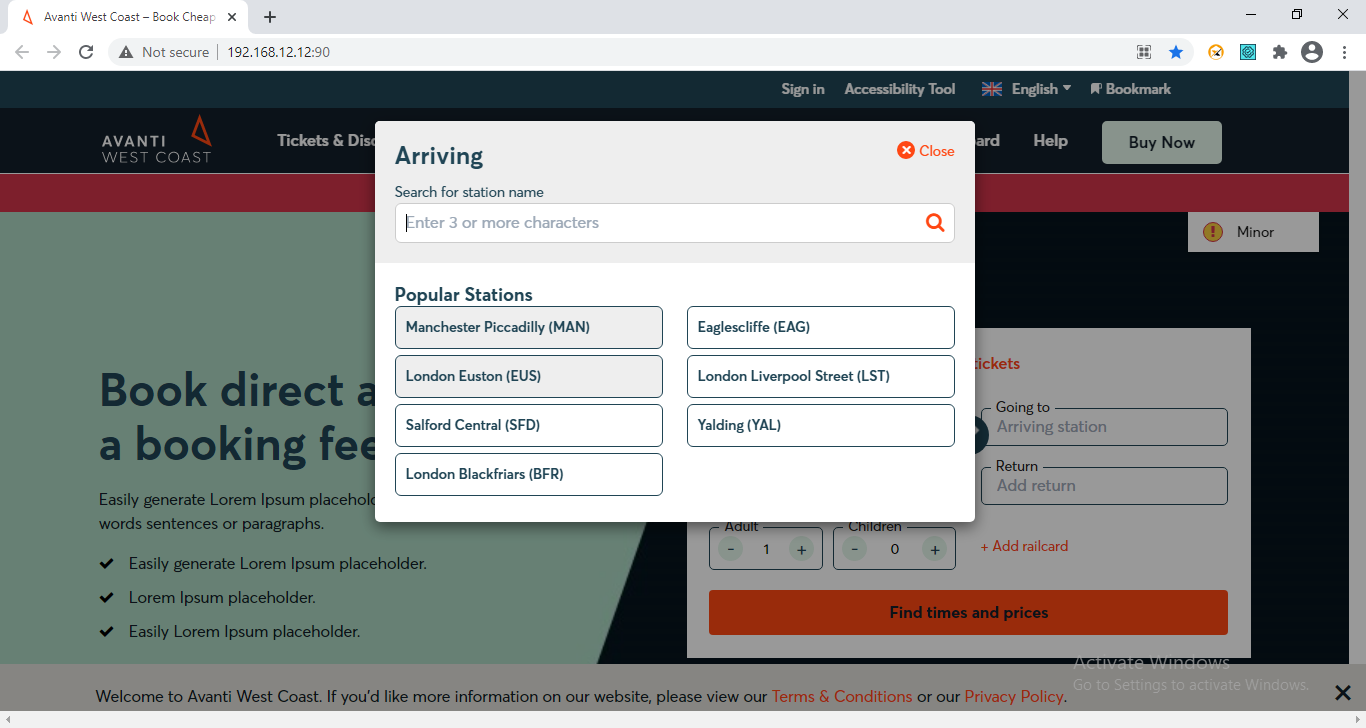 Avanti West Coast – Book Cheap
Not secure
192.168.12.12:90
Sign in
Accessibility Tool
English
Bookmark
AVANTI
WEST COAST
Tickets &
Help
Buy Now
Arriving
Close
Search for station name
Enter 3 or more characters
Minor
Popular Stations
Manchester Piccadilly (MAN)
Eaglescliffe (EAG)
London Euston (EUS)
London Liverpool Street (LST)
Salford Central (SFD)
Yalding (YAL)
London Blackfriars (BFR)
Book direct
a booking
Going to
Arriving station
Return
Add return
Easily generate Lorem Ipsum
words sentences or paragraphs.
Easily generate Lorem Ipsum placeholder.
Lorem Ipsum placeholder.
Easily Lorem Ipsum placeholder.
Adult
Children
- 1 +
- 0 +
+ Add railcard
Find times and prices
Activate Windows
Go to Settings to activate Windows.
Welcome to Avanti West Coast. If you'd like more information on our website, please view our Terms & Conditions or our Privacy Policy.